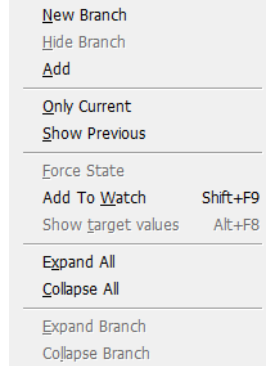 New Branch
Hide Branch
Add
Only Current
Show Previous
Force State
Add To Watch Shift+F9
Show target values Alt+F8
Expand All
Collapse All
Expand Branch
Collapse Branch